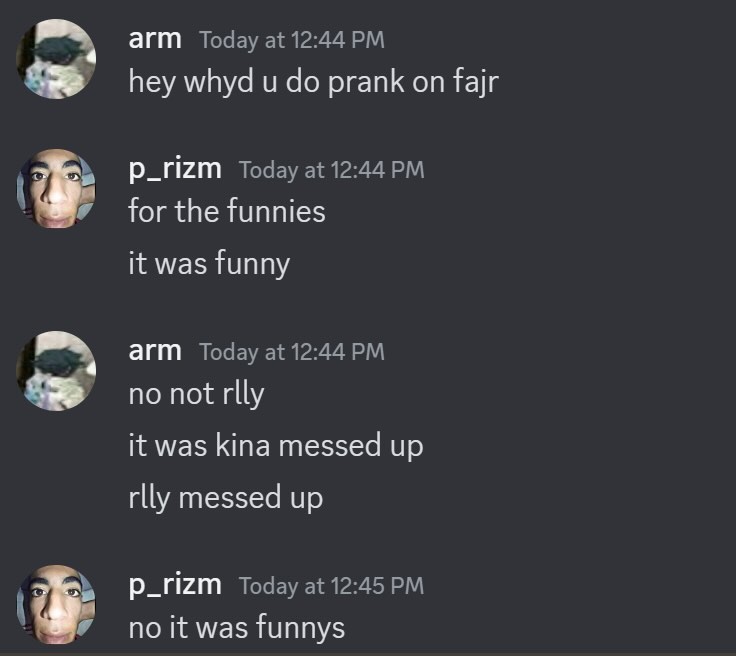 arm Today at 12:44 PM
hey whyd u do prank on fajr
p_rizm Today at 12:44 PM
for the funnies
it was funny
arm Today at 12:44 PM
no not rlly
it was kina messed up
rlly messed up
p_rizm Today at 12:45 PM
no it was funnys